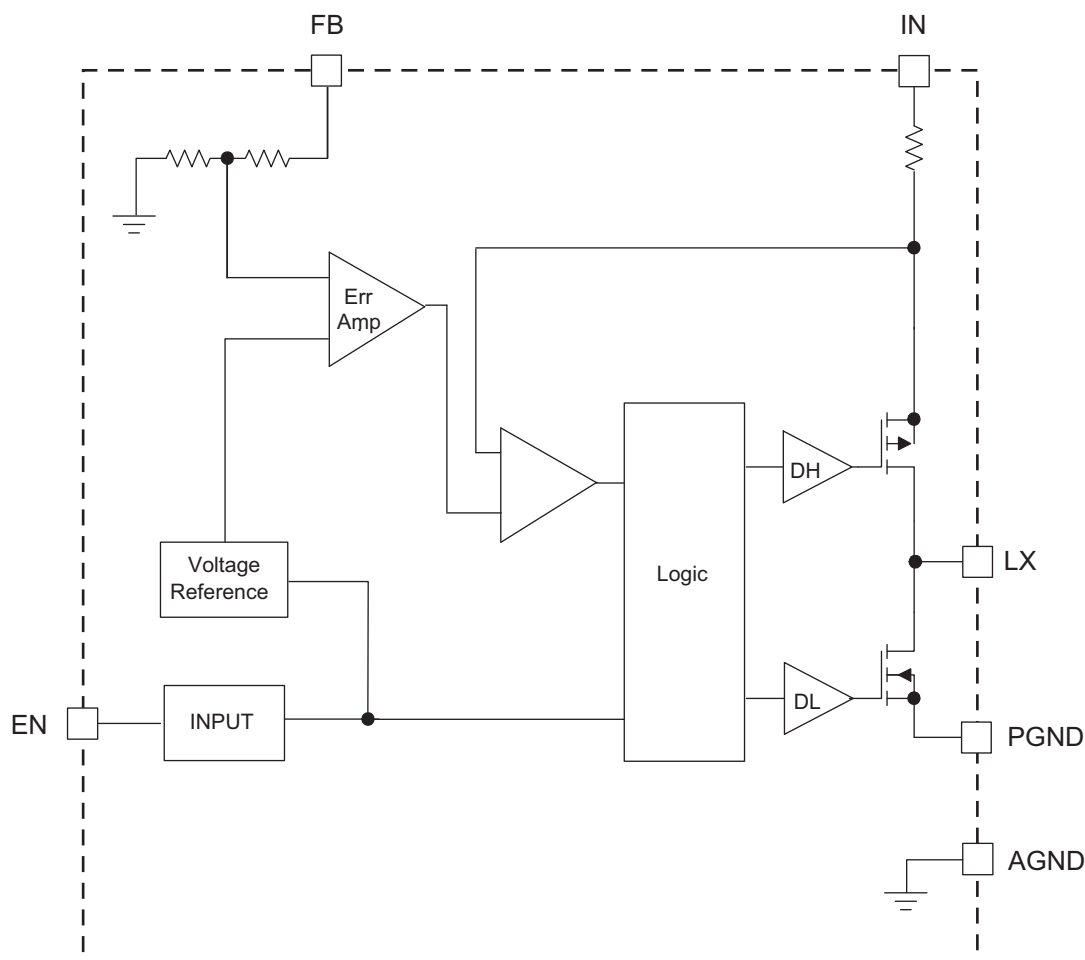 FB
IN
Err
Amp
DH
Voltage
Reference
Logic
LX
EN
INPUT
DL
PGND
AGND